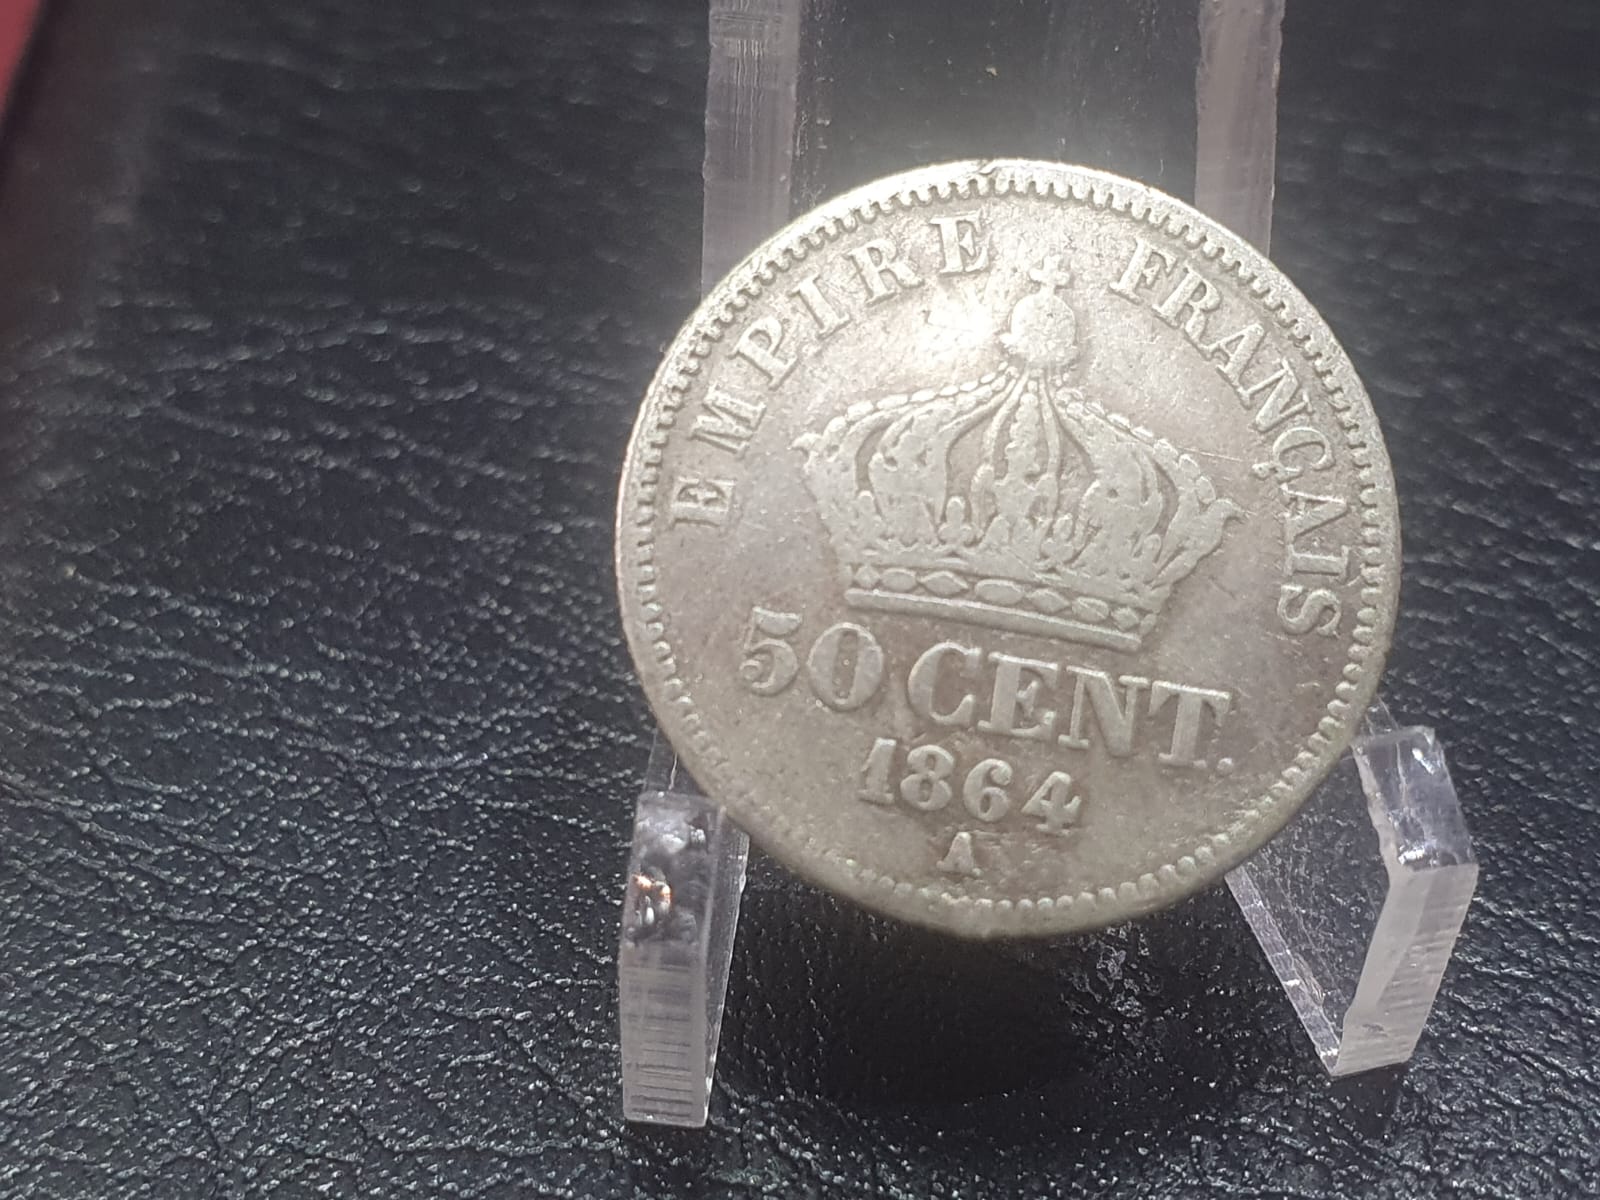 EMPIRE FRANÇAIS
50 CENT.
1864
A